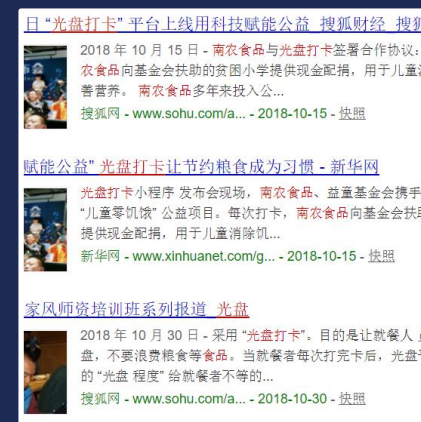 日 “光盘打卡” 平台上线用科技赋能公益_搜狐财经_搜狐
2018 年 10 月 15 日 - 南农食品与光盘打卡签署合作协议:
农食品向基金会扶助的贫困小学提供现金配捐，用于儿童
善营养。 南农食品多年来投入公...
搜狐网 - www.sohu.com/a... - 2018-10-15 - 快照
赋能公益” 光盘打卡让节约粮食成为习惯 - 新华网
光盘打卡小程序 发布会现场，南农食品、益童基金会携手
“儿童零饥饿” 公益项目。每次打卡，南农食品向基金会扶
提供现金配捐，用于儿童消除饥...
新华网 - www.xinhuanet.com/g... - 2018-10-15 - 快照
家风师资培训班系列报道_光盘
2018 年 10 月 30 日 - 采用 “光盘打卡”。目的是让就餐人
盘，不要浪费粮食等食品。当就餐者每次打完卡后，光盘
的 “光盘 程度” 给就餐者不等的...
搜狐网 - www.sohu.com/a... - 2018-10-30 - 快照